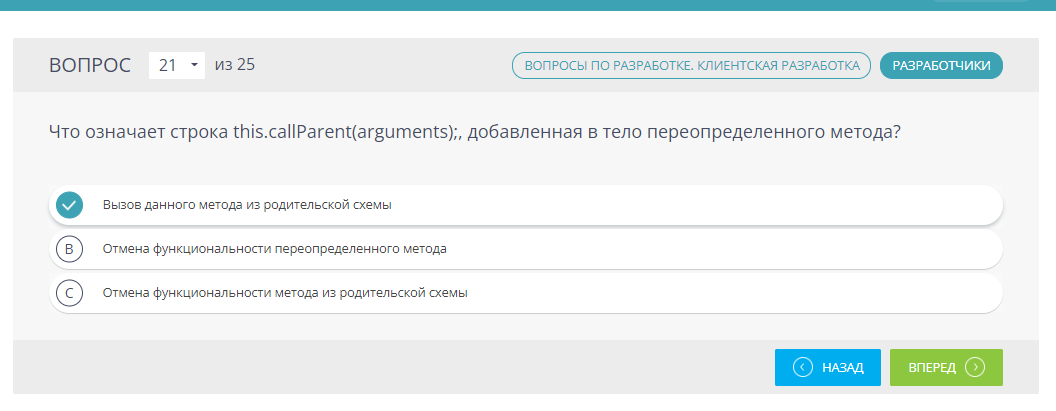 ВОПРОС 21 из 25
ВОПРОСЫ ПО РАЗРАБОТКЕ. КЛИЕНТСКАЯ РАЗРАБОТКА
РАЗРАБОТЧИКИ
Что означает строка this.callParent(arguments);, добавленная в тело переопределенного метода?
Вызов данного метода из родительской схемы
B Отмена функциональности переопределенного метода
C Отмена функциональности метода из родительской схемы
НАЗАД
ВПЕРЕД